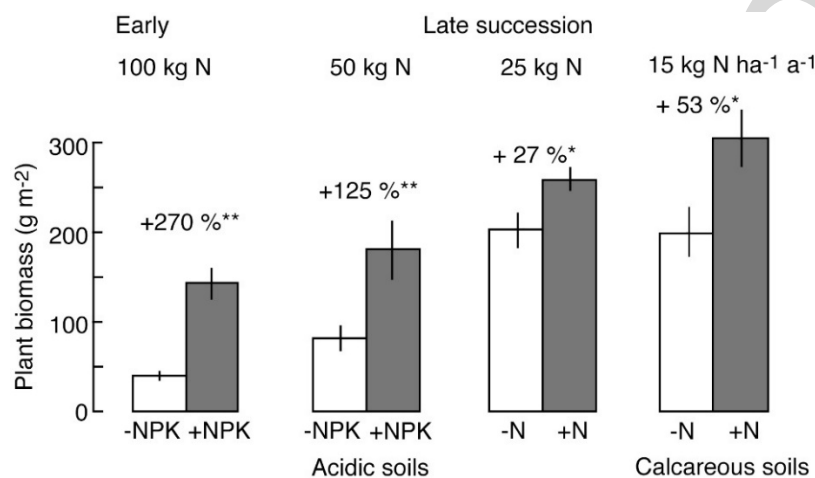 Early Late succession
100 kg N 50 kg N 25 kg N 15 kg N ha-1 a-1
+ 53 %*
300
+ 27 %*
+125 %**
+270 %**
200
100
0
Plant biomass (g m-2)
-NPK +NPK -NPK +NPK -N +N -N +N
Acidic soils Calcareous soils